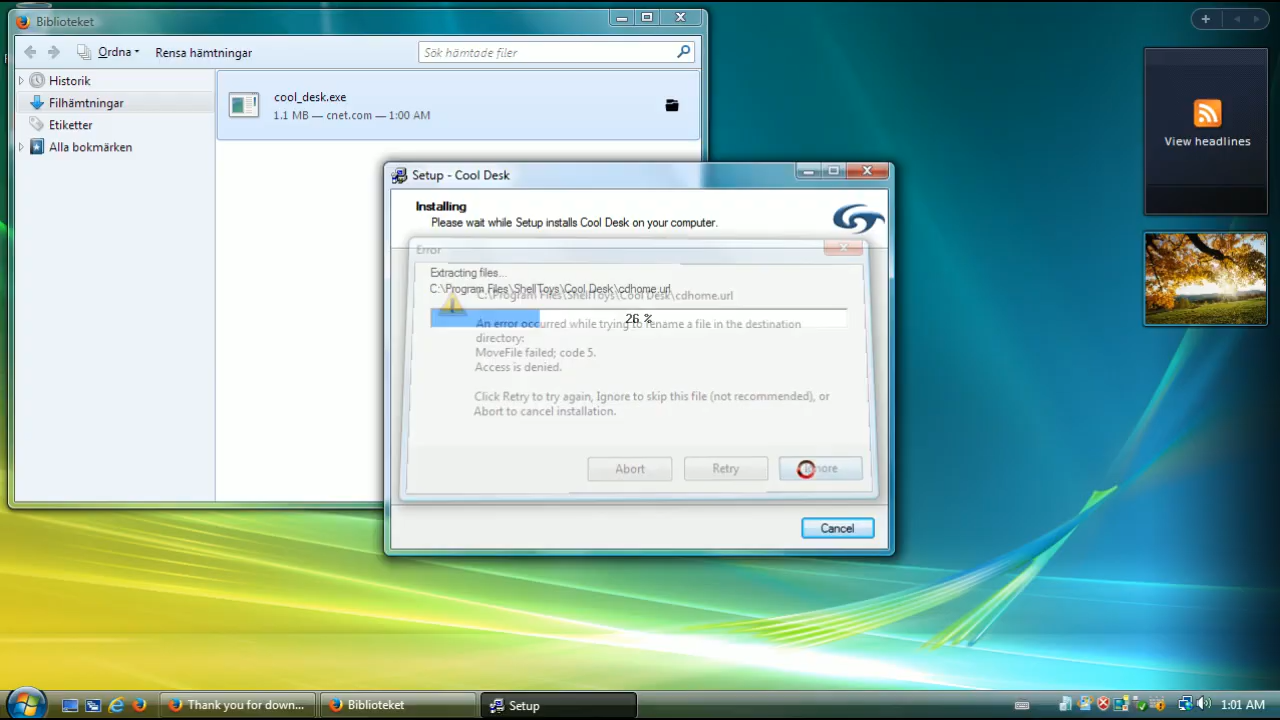 Biblioteket
Ordna
Rensa hämtningar
Sök hämtade filer
Historik
Filhämtningar
Etiketter
Alla bokmärken
cool_desk.exe
1.1 MB — cnet.com — 1:00 AM
Setup - Cool Desk
Installing
Please wait while Setup installs Cool Desk on your computer.
Error
Extracting files...
C:\Program Files\ShellToys\Cool Desk\cdhome.url
C:\Program Files\ShellToys\Cool Desk\cdhome.url
26 %
An error occurred while trying to rename a file in the destination
directory:
MoveFile failed; code 5.
Access is denied.
Click Retry to try again, Ignore to skip this file (not recommended), or
Abort to cancel installation.
Abort
Retry
Ignore
Cancel
View headlines
Thank you for down...
Biblioteket
Setup
1:01 AM